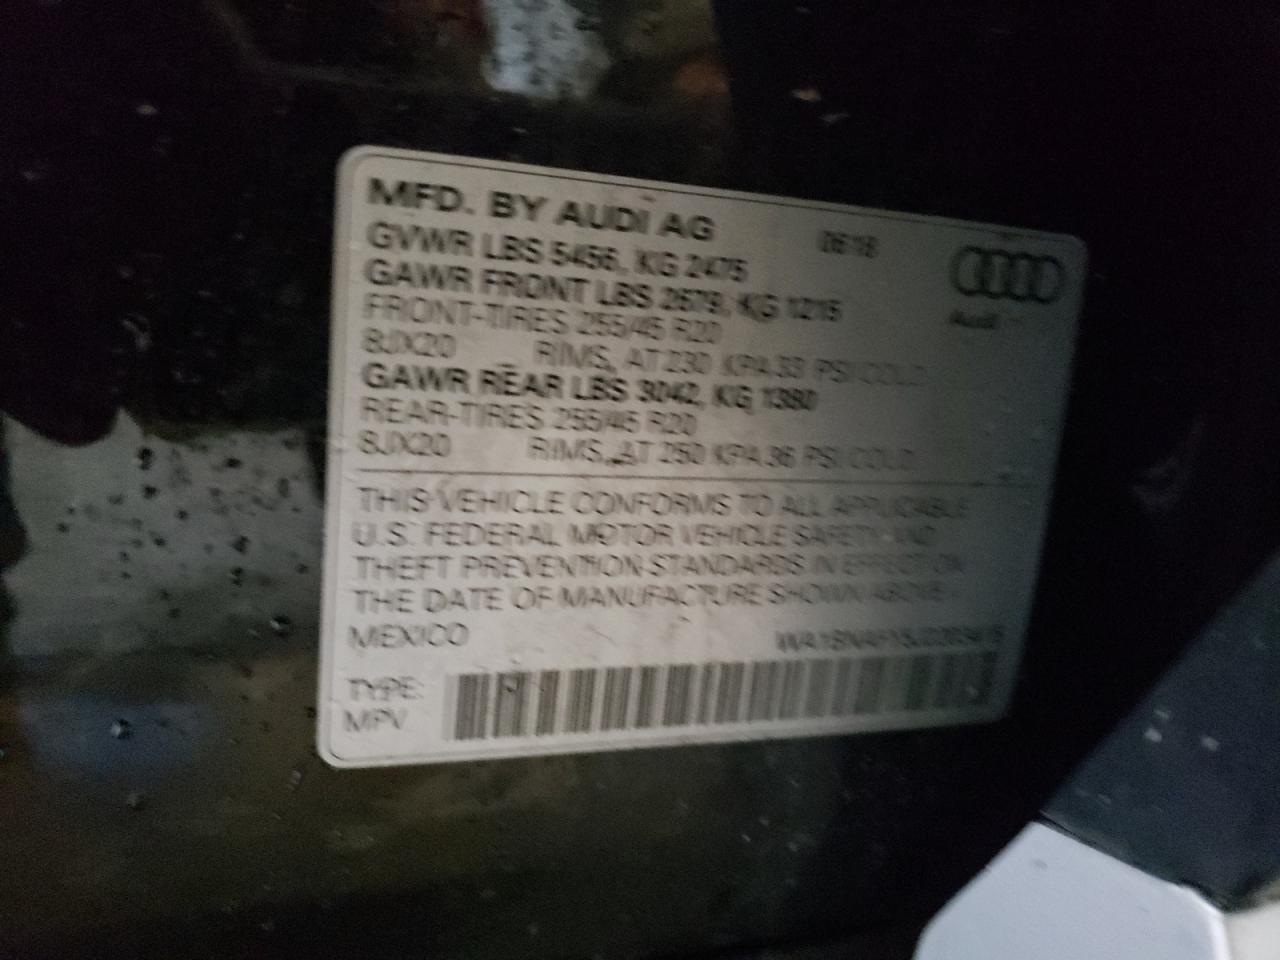 MFD. BY AUDI AG 0618
GVWR LBS 5456, KG 2475
GAWR FRONT LBS 2679, KG 1215
Audi
FRONT-TIRES 255/45 R20
8JX20 RIMS, AT 230 KPA 33 PSI COLD
GAWR REAR LBS 3042, KG 1380
REAR-TIRES 255/45 R20
8JX20 RIMS, AT 250 KPA 36 PSI COLD
THIS VEHICLE CONFORMS TO ALL APPLICABLE
U.S. FEDERAL MOTOR VEHICLE SAFETY AND
THEFT PREVENTION STANDARDS IN EFFECT ON
THE DATE OF MANUFACTURE SHOWN ABOVE
MEXICO
TYPE:
MPV